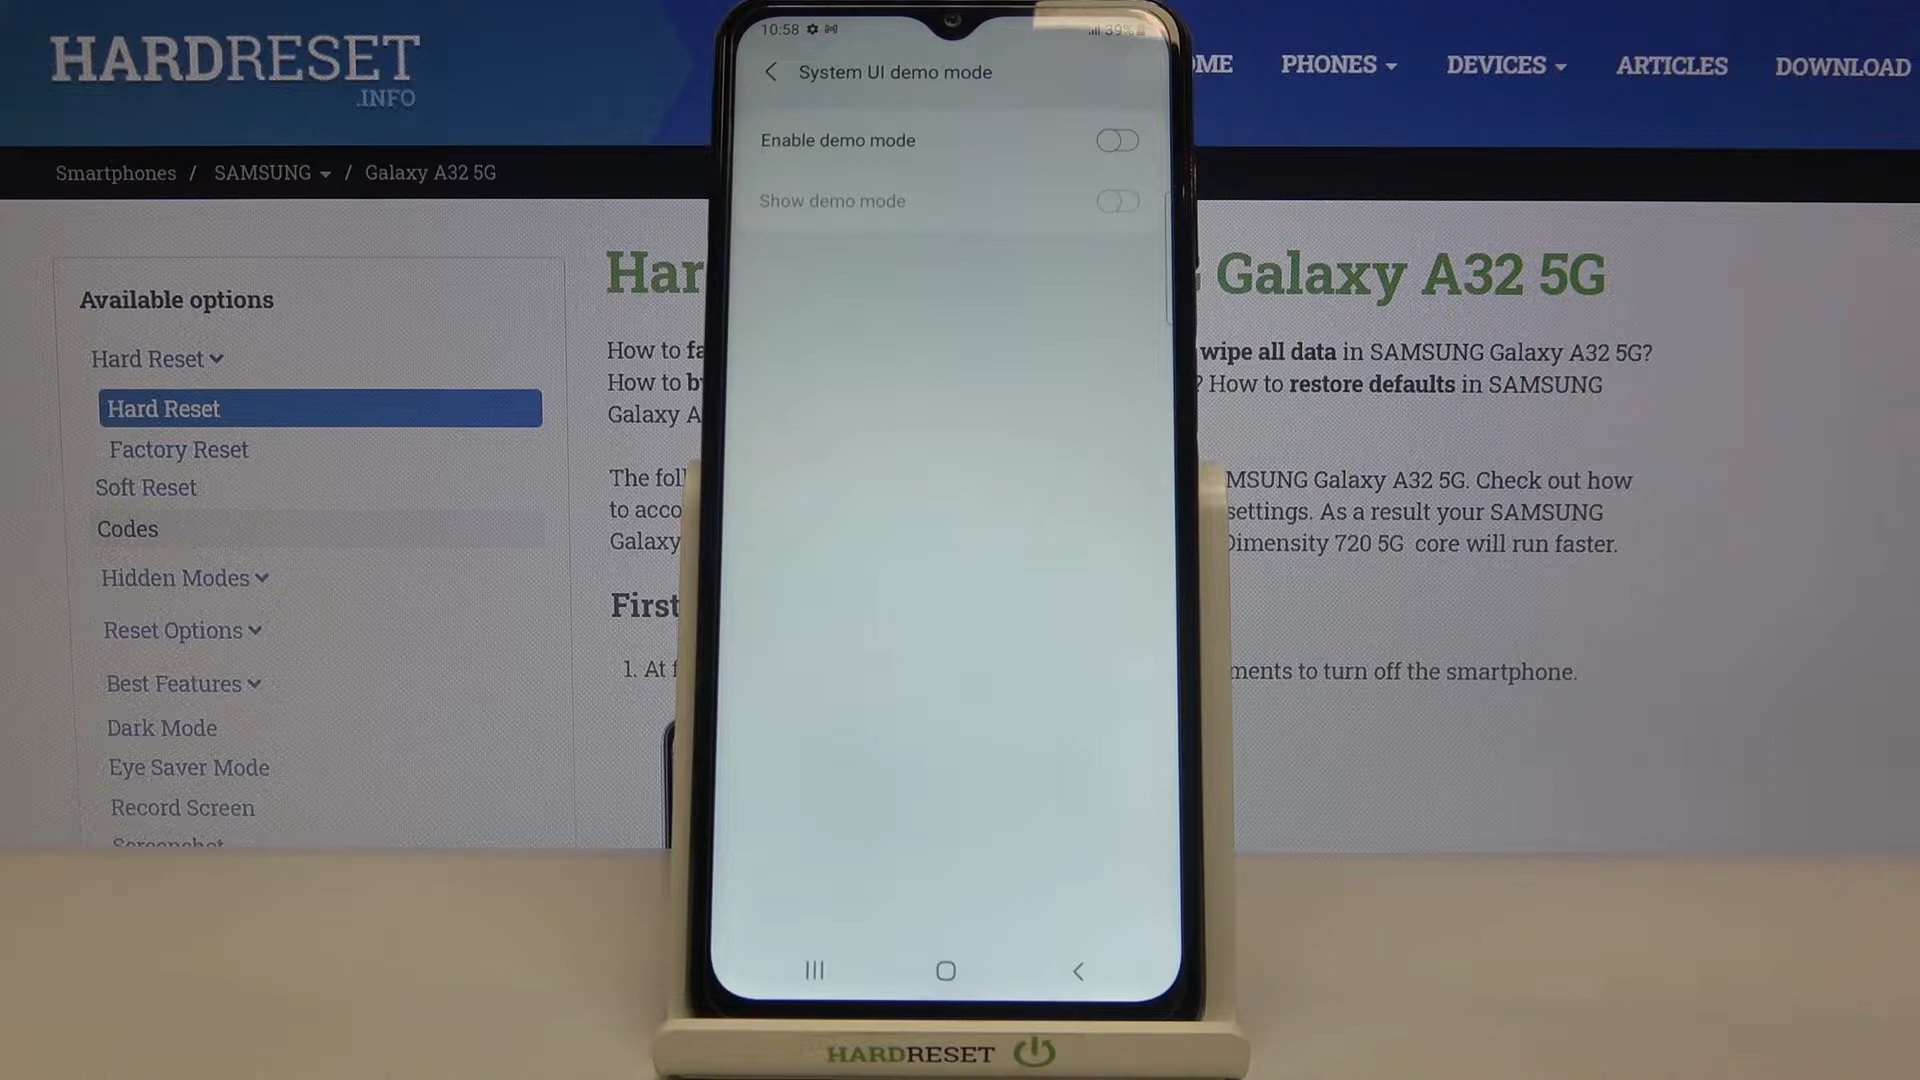 HARDRESET
.INFO
OME PHONES DEVICES ARTICLES DOWNLOAD
Smartphones / SAMSUNG / Galaxy A32 5G
10:58 39%
System UI demo mode
Enable demo mode
Show demo mode
Available options
Hard Reset
Hard Reset
Factory Reset
Soft Reset
Codes
Hidden Modes
Reset Options
Best Features
Dark Mode
Eye Saver Mode
Record Screen
Screenshot
Har Galaxy A32 5G
How to fa wipe all data in SAMSUNG Galaxy A32 5G?
How to b ? How to restore defaults in SAMSUNG
Galaxy A
The foll MSUNG Galaxy A32 5G. Check out how
to acco settings. As a result your SAMSUNG
Galaxy Dimensity 720 5G core will run faster.
First
1. At f ments to turn off the smartphone.
HARDRESET